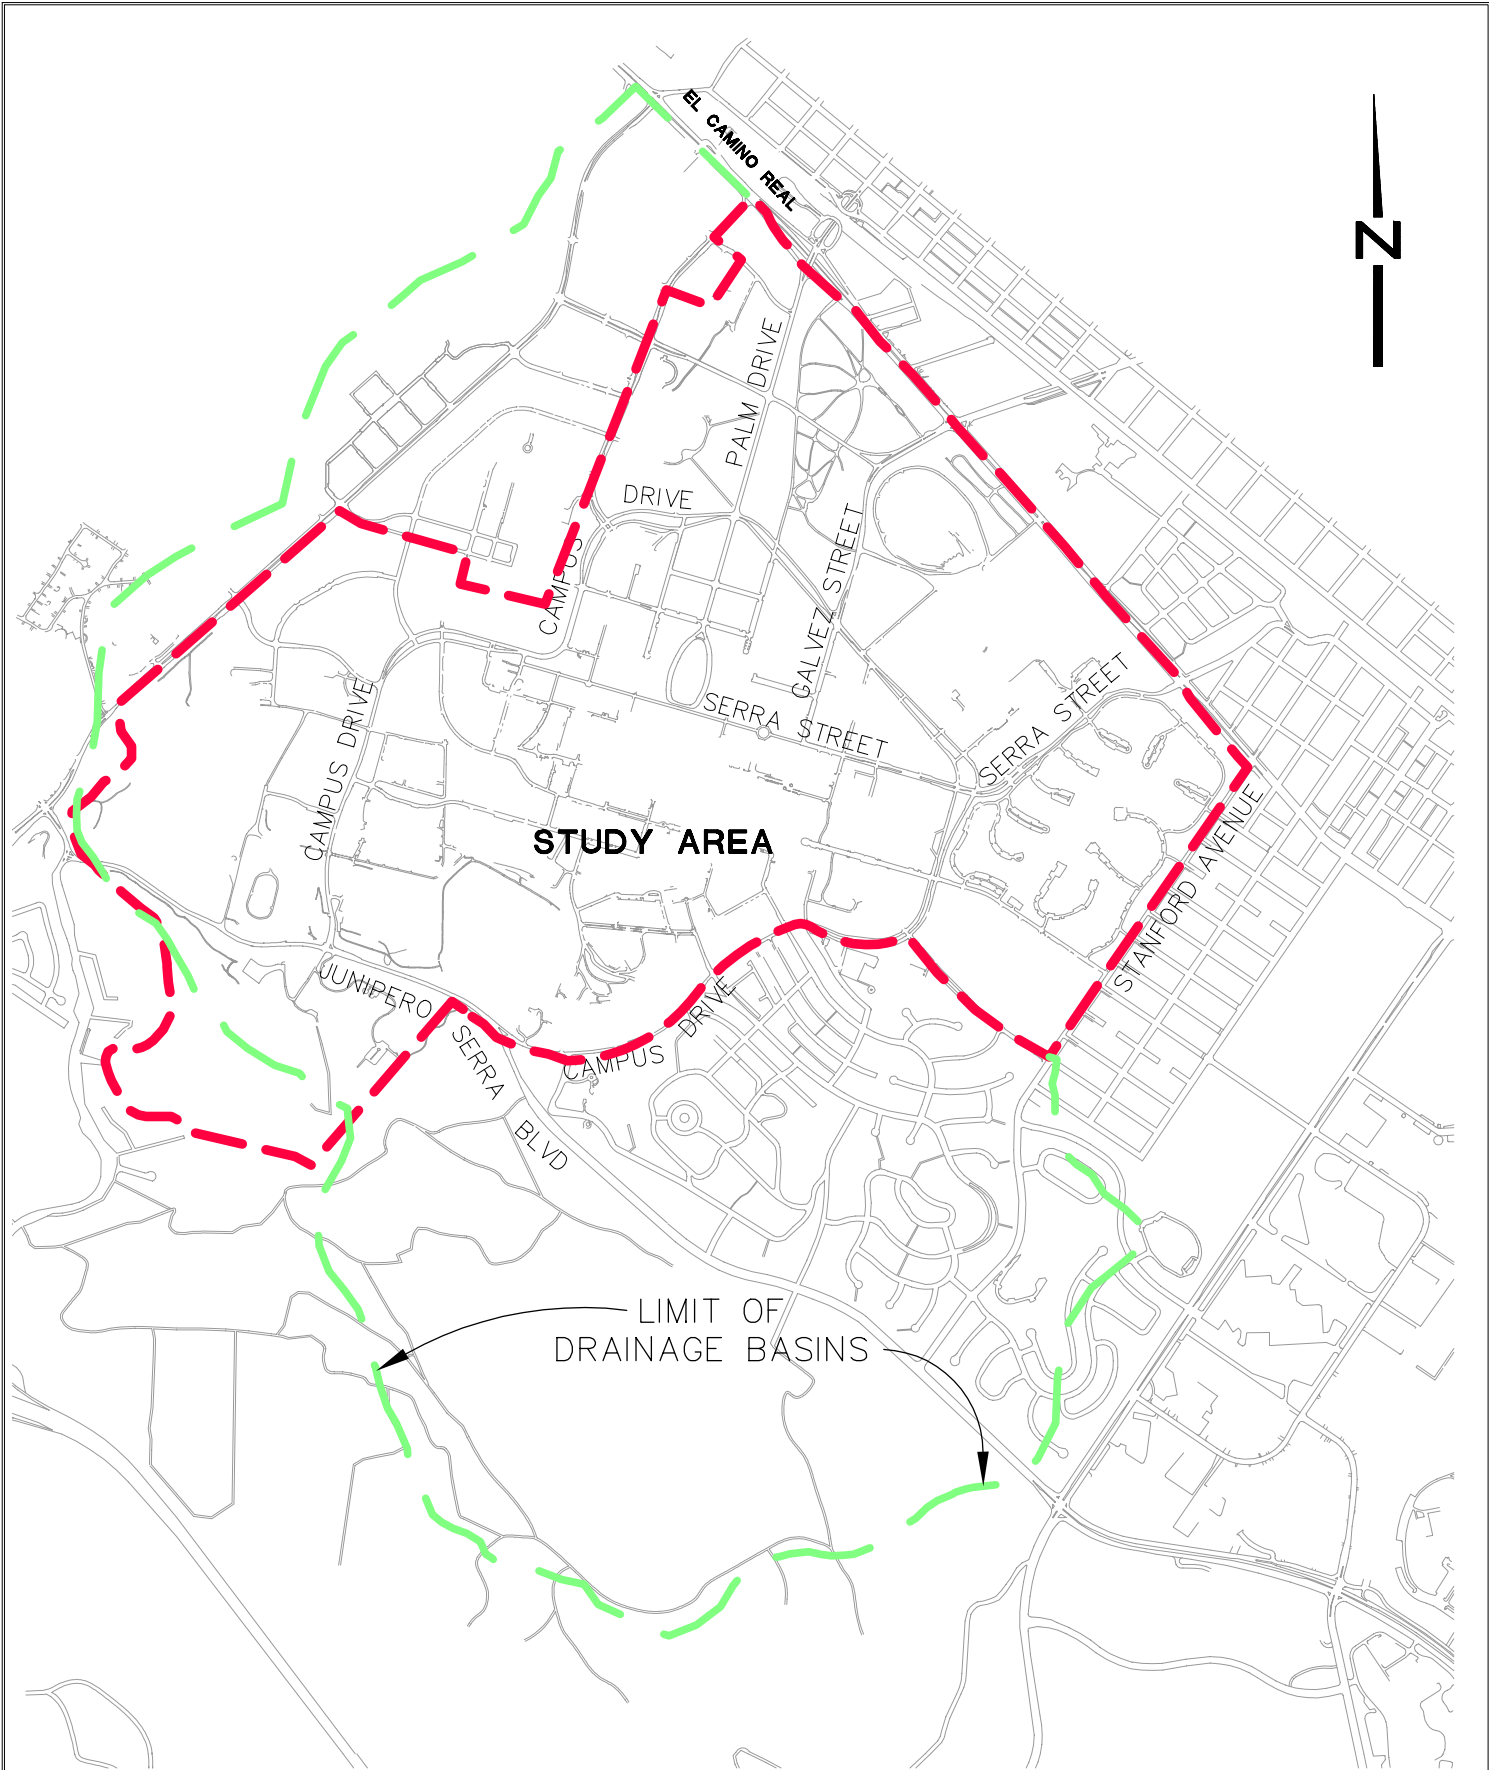 EL CAMINO REAL
N
PALM DRIVE
DRIVE
CAMPUS
GALVEZ STREET
SERRA STREET
SERRA STREET
CAMPUS DRIVE
STUDY AREA
STANFORD AVENUE
JUNIPERO
SERRA
BLVD
CAMPUS
DRIVE
LIMIT OF
DRAINAGE BASINS